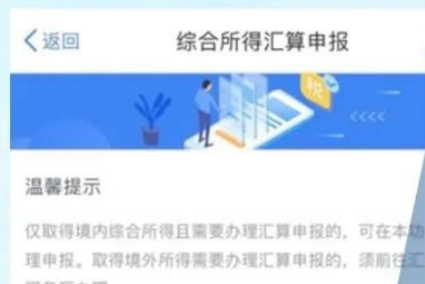 返回
综合所得汇算申报
税
温馨提示
仅取得境内综合所得且需要办理汇算申报的，可在本功
理申报。取得境外所得需要办理汇算申报的，须前往汇